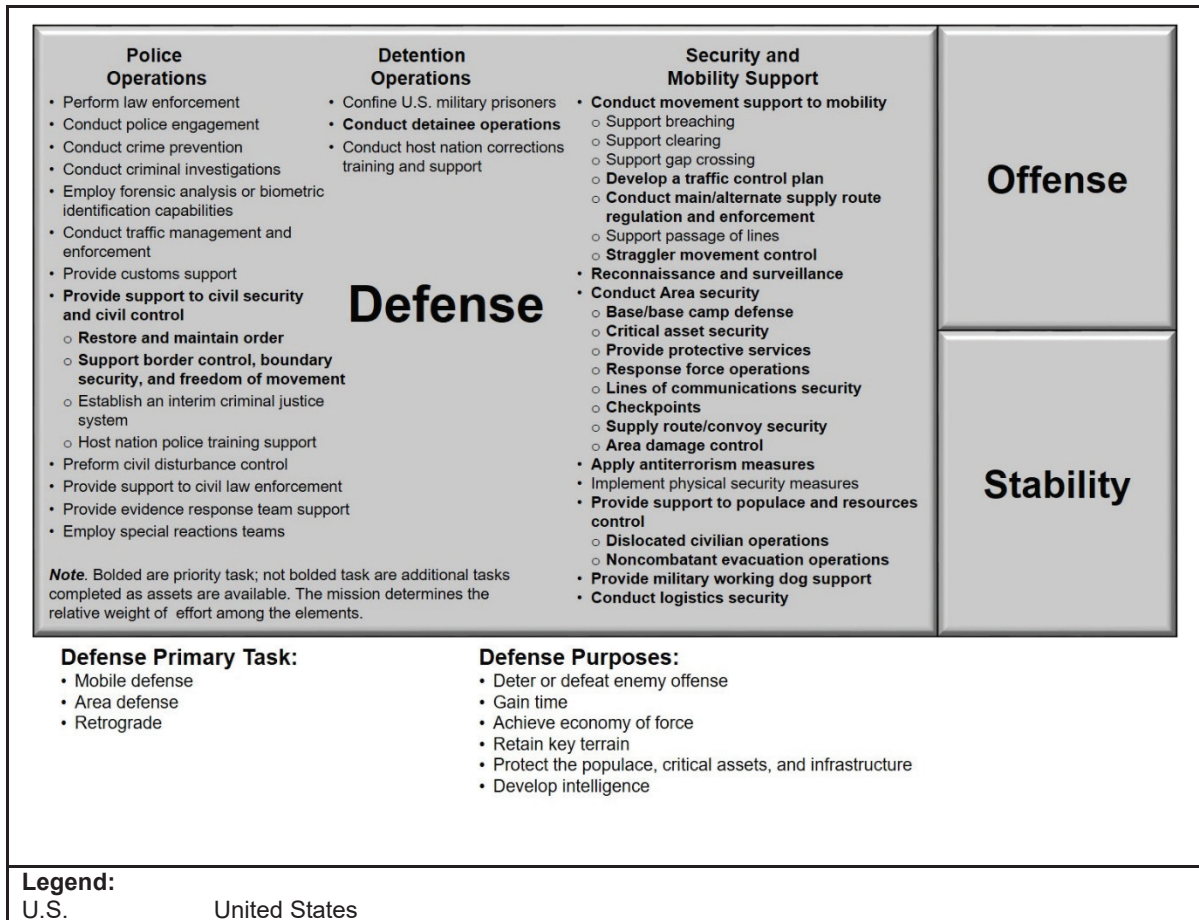 Police
Operations
• Perform law enforcement
• Conduct police engagement
• Conduct crime prevention
• Conduct criminal investigations
• Employ forensic analysis or biometric
identification capabilities
• Conduct traffic management and
enforcement
• Provide customs support
• Provide support to civil security
and civil control
o Restore and maintain order
o Support border control, boundary
security, and freedom of movement
o Establish an interim criminal justice
system
o Host nation police training support
• Preform civil disturbance control
• Provide support to civil law enforcement
• Provide evidence response team support
• Employ special reactions teams
Note. Bolded are priority task; not bolded task are additional tasks
completed as assets are available. The mission determines the
relative weight of effort among the elements.
Detention
Operations
• Confine U.S. military prisoners
• Conduct detainee operations
• Conduct host nation corrections
training and support
Defense
Security and
Mobility Support
• Conduct movement support to mobility
o Support breaching
o Support clearing
o Support gap crossing
o Develop a traffic control plan
o Conduct main/alternate supply route
regulation and enforcement
o Support passage of lines
o Straggler movement control
• Reconnaissance and surveillance
• Conduct Area security
o Base/base camp defense
o Critical asset security
o Provide protective services
o Response force operations
o Lines of communications security
o Checkpoints
o Supply route/convoy security
o Area damage control
• Apply antiterrorism measures
• Implement physical security measures
• Provide support to populace and resources
control
o Dislocated civilian operations
o Noncombatant evacuation operations
• Provide military working dog support
• Conduct logistics security
Offense
Stability
Defense Primary Task:
• Mobile defense
• Area defense
• Retrograde
Defense Purposes:
• Deter or defeat enemy offense
• Gain time
• Achieve economy of force
• Retain key terrain
• Protect the populace, critical assets, and infrastructure
• Develop intelligence
Legend:
U.S. United States